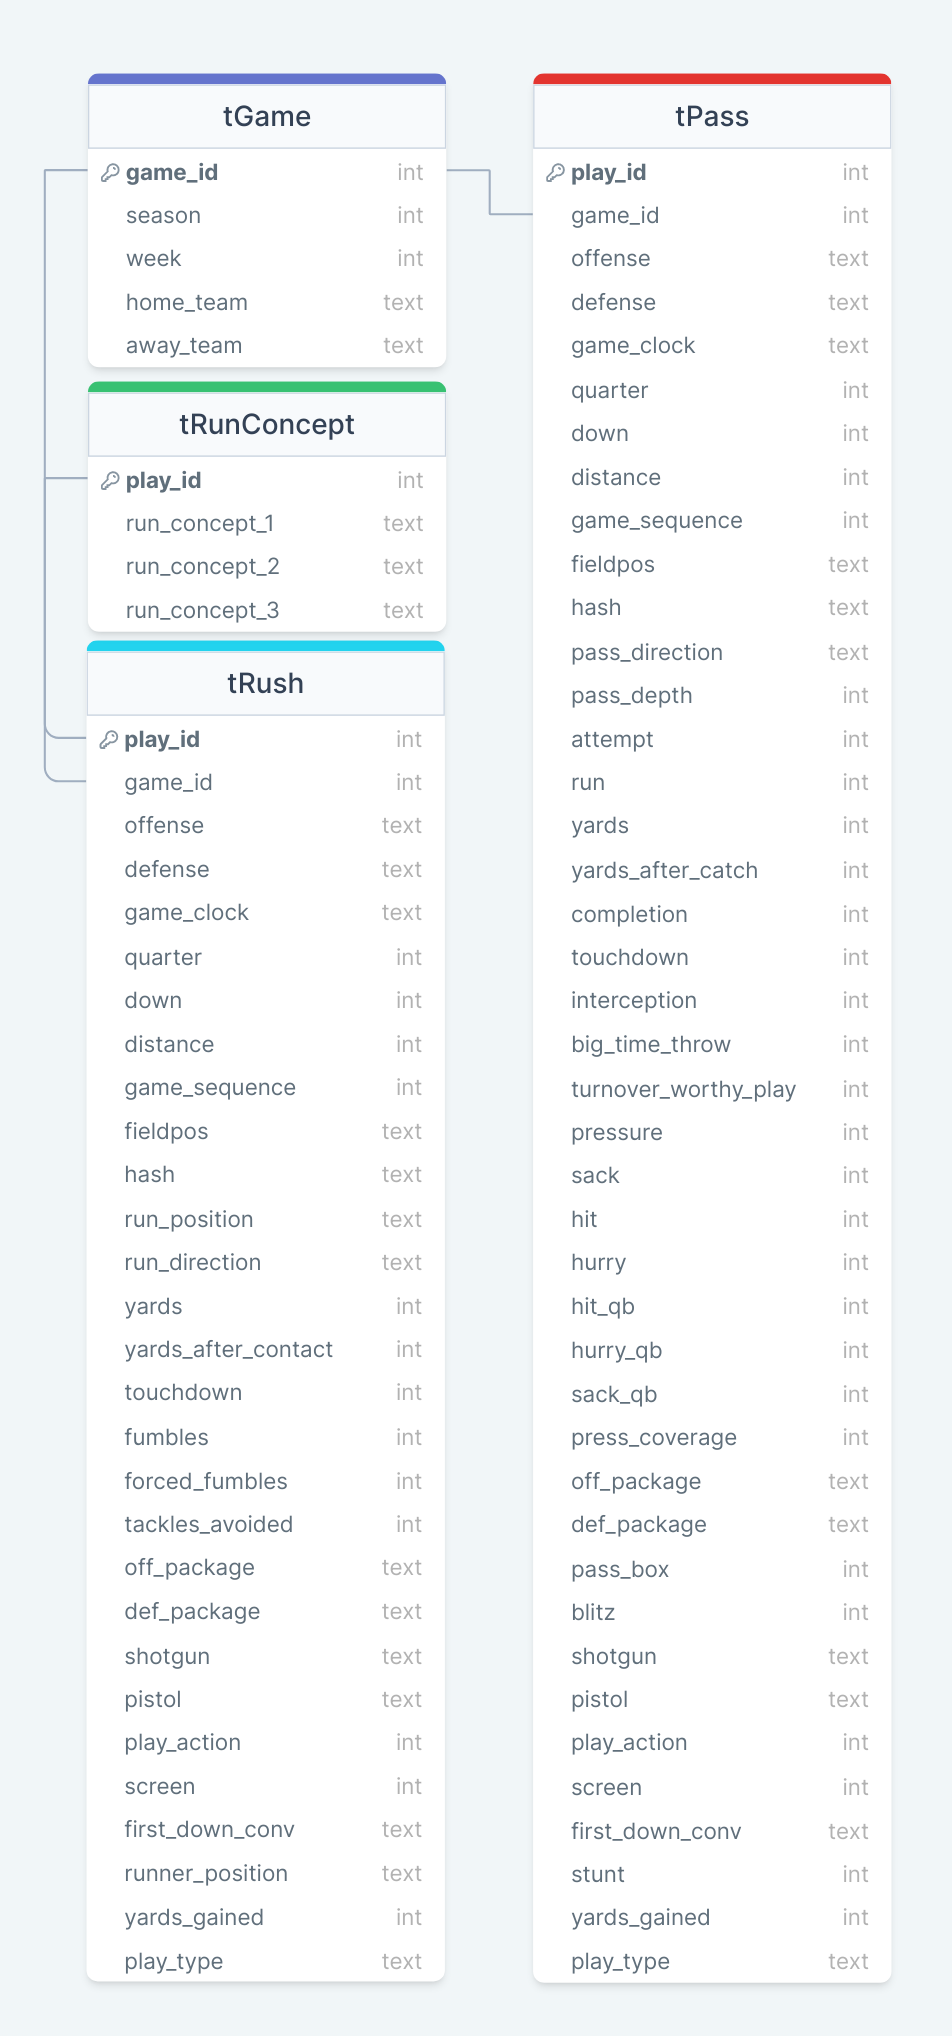 tGame
game_id int
season int
week int
home_team text
away_team text
tRunConcept
play_id int
run_concept_1 text
run_concept_2 text
run_concept_3 text
tRush
play_id int
game_id int
offense text
defense text
game_clock text
quarter int
down int
distance int
game_sequence int
fieldpos text
hash text
run_position text
run_direction text
yards int
yards_after_contact int
touchdown int
fumbles int
forced_fumbles int
tackles_avoided int
off_package text
def_package text
shotgun text
pistol text
play_action int
screen int
first_down_conv text
runner_position text
yards_gained int
play_type text
tPass
play_id int
game_id int
offense text
defense text
game_clock text
quarter int
down int
distance int
game_sequence int
fieldpos text
hash text
pass_direction text
pass_depth int
attempt int
run int
yards int
yards_after_catch int
completion int
touchdown int
interception int
big_time_throw int
turnover_worthy_play int
pressure int
sack int
hit int
hurry int
hit_qb int
hurry_qb int
sack_qb int
press_coverage int
off_package text
def_package text
pass_box int
blitz int
shotgun text
pistol text
play_action int
screen int
first_down_conv text
stunt int
yards_gained int
play_type text